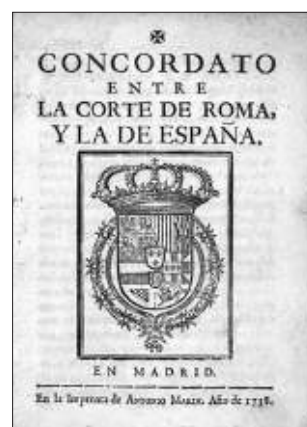 CONCORDATO
ENTRE
LA CORTE DE ROMA,
Y LA DE ESPAÑA.
EN MADRID.
En la Imprenta de Antonio Marin. Año de 1738.